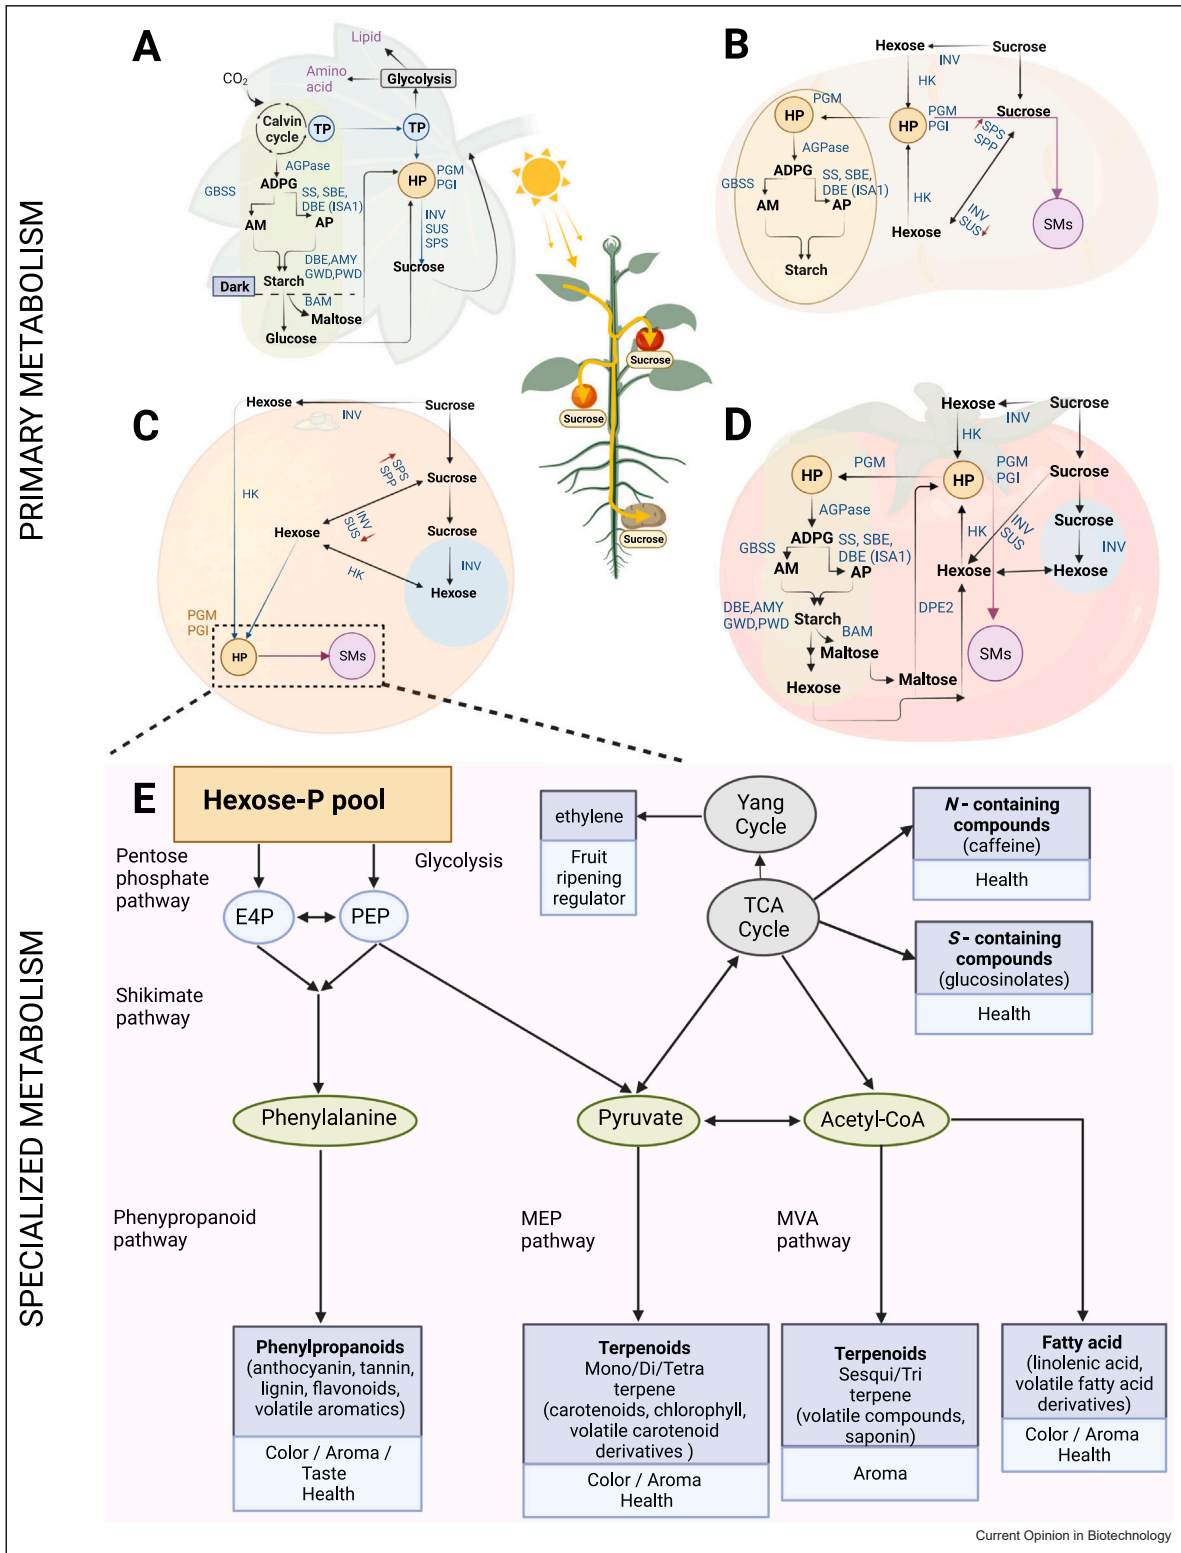 PRIMARY METABOLISM
SPECIALIZED METABOLISM
A
Lipid
Amino
acid
Glycolysis
CO2
Calvin
cycle
TP
TP
AGPase
HP
PGM
PGI
GBSS
ADPG
SS, SBE,
DBE (ISA1)
AM
AP
INV
SUS
SPS
DBE,AMY
GWD,PWD
Sucrose
Dark
Starch
BAM
Maltose
Glucose
Sucrose
Sucrose
Sucrose
B
Hexose
Sucrose
INV
HK
PGM
HP
HP
PGM
PGI
Sucrose
SPS
SPP
AGPase
GBSS
ADPG
SS, SBE,
DBE (ISA1)
AM
AP
HK
INV
SUS
Hexose
SMs
Starch
C
Hexose
Sucrose
INV
SPS
SPP
Sucrose
HK
INV
SUS
Hexose
Sucrose
HK
INV
Hexose
PGM
PGI
HP
SMs
D
Hexose
Sucrose
INV
HK
HP
PGM
HP
PGM
PGI
Sucrose
AGPase
Sucrose
GBSS
ADPG
SS, SBE,
DBE (ISA1)
HK
INV
SUS
INV
AM
AP
Hexose
Hexose
DBE,AMY
GWD,PWD
Starch
DPE2
BAM
Maltose
SMs
Hexose
Maltose
E
Hexose-P pool
Pentose
phosphate
pathway
Glycolysis
E4P
PEP
Shikimate
pathway
ethylene
Fruit
ripening
regulator
Yang
Cycle
TCA
Cycle
N - containing
compounds
(caffeine)
Health
S - containing
compounds
(glucosinolates)
Health
Phenylalanine
Pyruvate
Acetyl-CoA
Phenypropanoid
pathway
MEP
pathway
MVA
pathway
Phenylpropanoids
(anthocyanin, tannin,
lignin, flavonoids,
volatile aromatics)
Color / Aroma /
Taste
Health
Terpenoids
Mono/Di/Tetra
terpene
(carotenoids, chlorophyll,
volatile carotenoid
derivatives )
Color / Aroma
Health
Terpenoids
Sesqui/Tri
terpene
(volatile compounds,
saponin)
Aroma
Fatty acid
(linolenic acid,
volatile fatty acid
derivatives)
Color / Aroma
Health
Current Opinion in Biotechnology